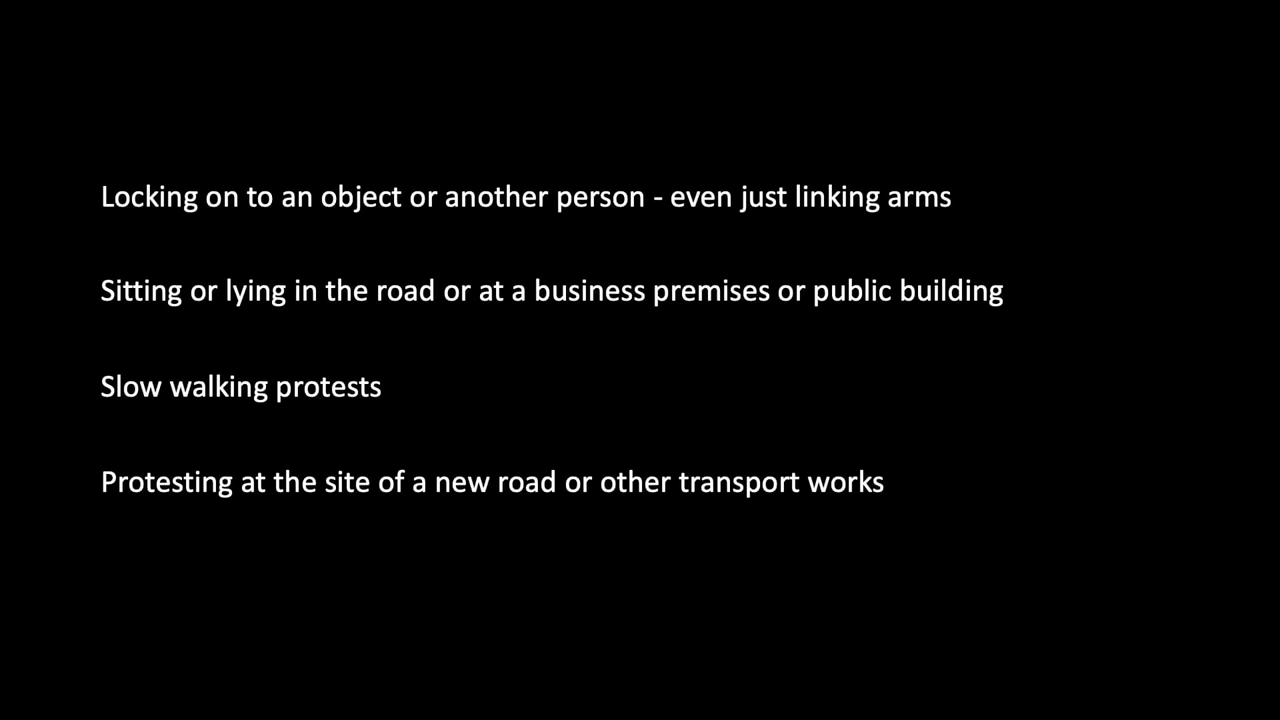 Locking on to an object or another person - even just linking arms
Sitting or lying in the road or at a business premises or public building
Slow walking protests
Protesting at the site of a new road or other transport works